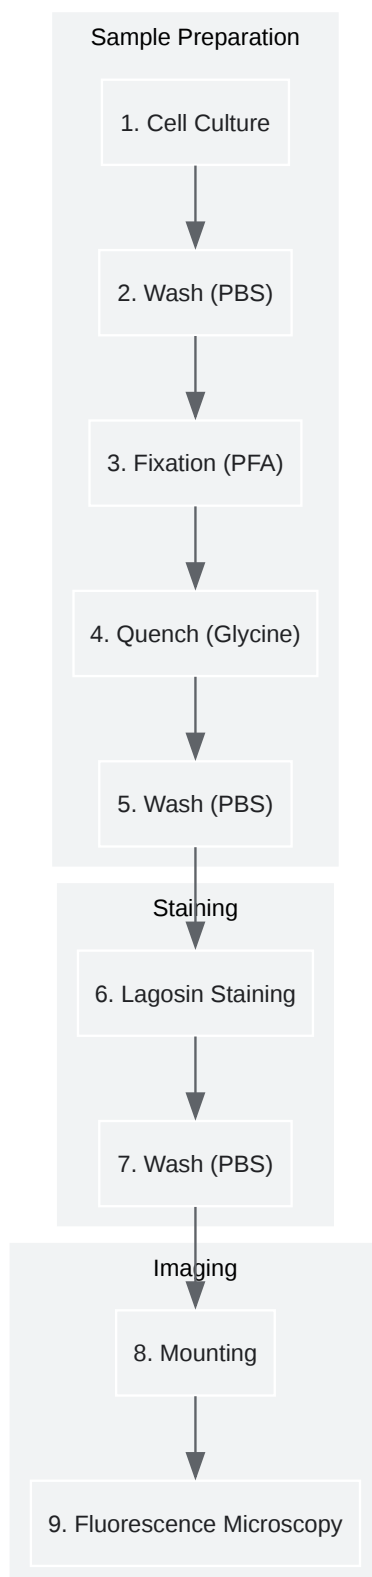 Sample Preparation
1. Cell Culture
2. Wash (PBS)
3. Fixation (PFA)
4. Quench (Glycine)
5. Wash (PBS)
Staining
6. Lagosin Staining
7. Wash (PBS)
Imaging
8. Mounting
9. Fluorescence Microscopy